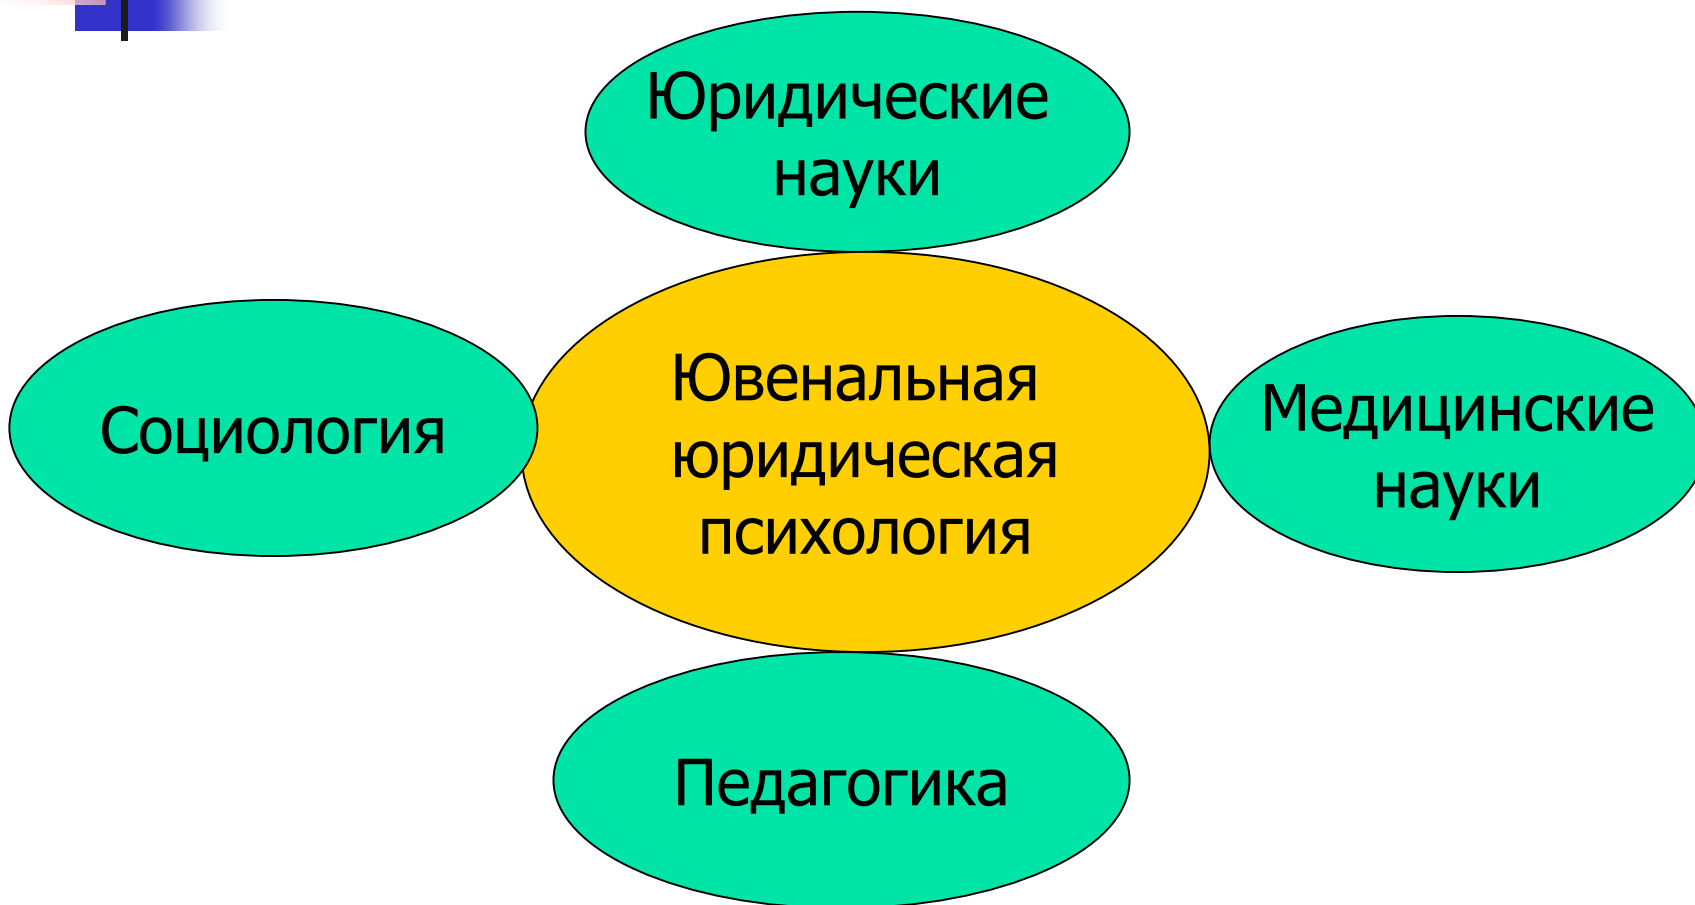 Юридические
науки
Социология
Ювенальная
юридическая
психология
Медицинские
науки
Педагогика